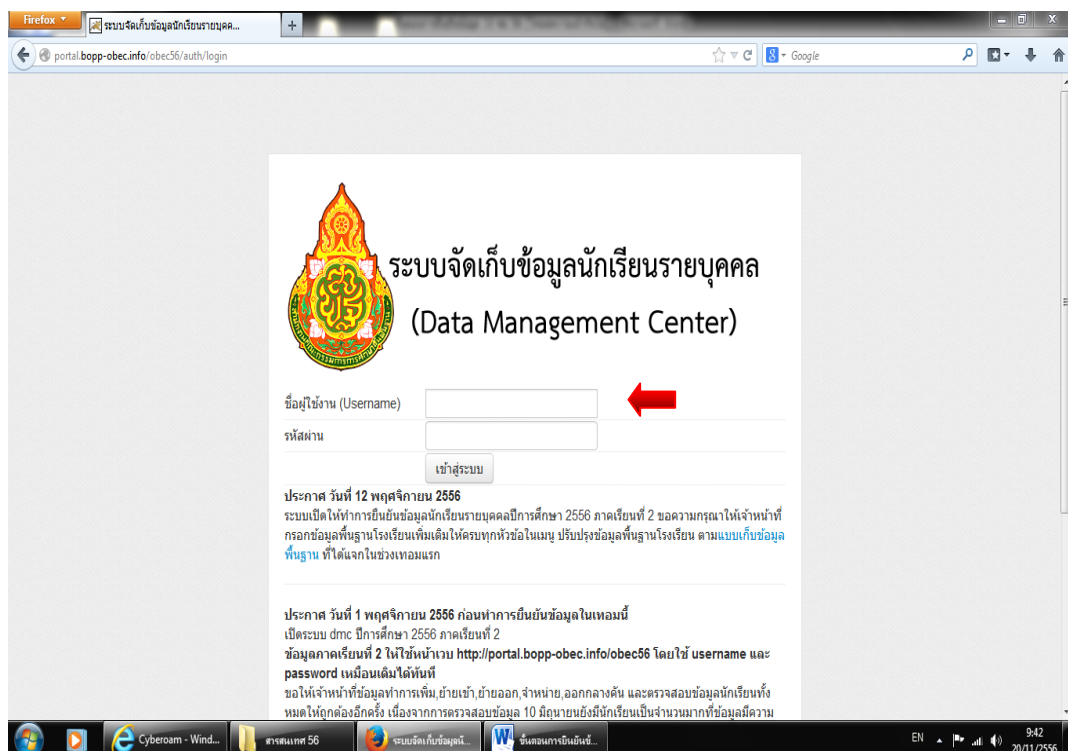 Firefox
ระบบจัดเก็บข้อมูลนักเรียนรายบุคค...
portal.bopp-obec.info/obec56/auth/login
Google
ระบบจัดเก็บข้อมูลนักเรียนรายบุคคล
(Data Management Center)
ชื่อผู้ใช้งาน (Username)
รหัสผ่าน
เข้าสู่ระบบ
ประกาศ วันที่ 12 พฤศจิกายน 2556
ระบบเปิดให้ทำการยืนยันข้อมูลนักเรียนรายบุคคลปีการศึกษา 2556 ภาคเรียนที่ 2 ขอความกรุณาให้เจ้าหน้าที่
กรอกข้อมูลพื้นฐานโรงเรียนเพิ่มเติมให้ครบทุกหัวข้อในเมนู ปรับปรุงข้อมูลพื้นฐานโรงเรียน ตามแบบเก็บข้อมูล
พื้นฐาน ที่ได้แจกในช่วงเทอมแรก
ประกาศ วันที่ 1 พฤศจิกายน 2556 ก่อนทำการยืนยันข้อมูลในเทอมนี้
เปิดระบบ dmc ปีการศึกษา 2556 ภาคเรียนที่ 2
ข้อมูลภาคเรียนที่ 2 ให้ใช้หน้าเวบ http://portal.bopp-obec.info/obec56 โดยใช้ username และ
password เหมือนเดิมได้ทันที
ขอให้เจ้าหน้าที่ข้อมูลทำการเพิ่ม,ย้ายเข้า,ย้ายออก,จำหน่าย,ออกกลางคัน และตรวจสอบข้อมูลนักเรียนทั้ง
หมดให้ถูกต้องอีกครั้ง เนื่องจากการตรวจสอบข้อมูล 10 มิถุนายนยังมีนักเรียนเป็นจำนวนมากที่ข้อมูลมีความ
Cyberoam - Wind...
สารสนเทศ 56
ระบบจัดเก็บข้อมูลนั...
ขั้นตอนการยืนยันข้...
EN
9:42
20/11/2556